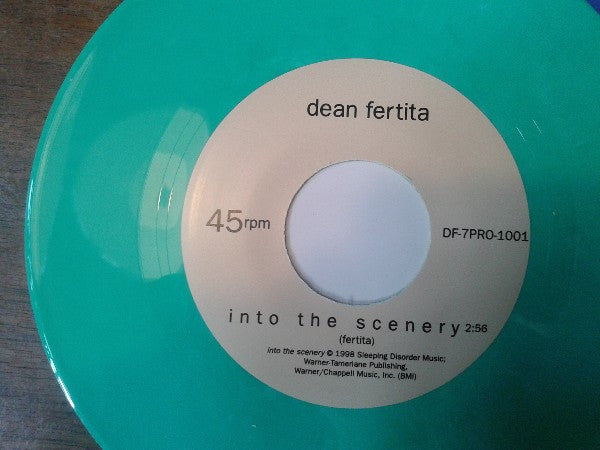 dean fertita
45rpm
DF-7PRO-1001
into the scenery 2:56
(fertita)
into the scenery © 1998 Sleeping Disorder Music;
Warner-Tamerlane Publishing,
Warner/Chappell Music, Inc. (BMI)